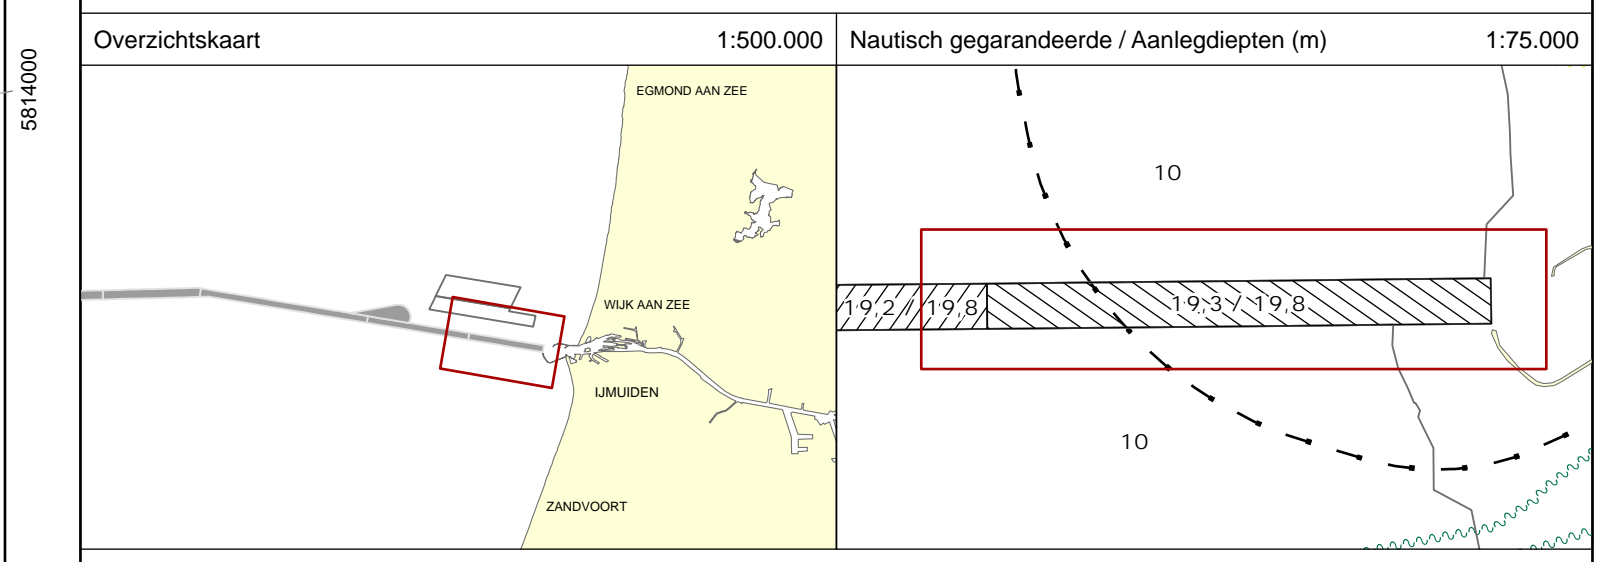 5814000
Overzichtskaart 1:500.000
Nautisch gegarandeerde / Aanlegdiepten (m) 1:75.000
EGMOND AAN ZEE
WIJK AAN ZEE
IJMUIDEN
ZANDVOORT
10
19,2 / 19,8
19,3 / 19,8
10